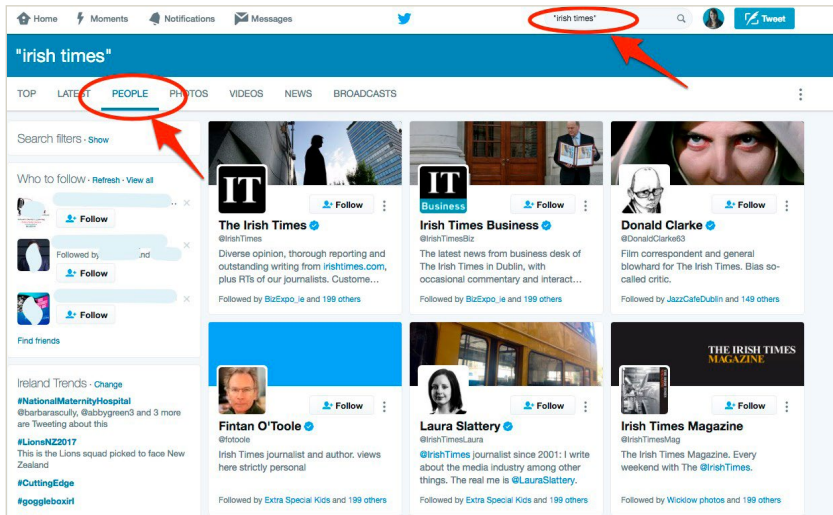 Home Moments Notifications Messages "irish times" Tweet
"irish times"
TOP LATEST PEOPLE PHOTOS VIDEOS NEWS BROADCASTS
Search filters · Show
Who to follow · Refresh · View all
Follow
Followed by
Follow
Follow
Find friends
Ireland Trends · Change
#NationalMaternityHospital
@barbarascully, @abbygreen3 and 3 more
are Tweeting about this
#LionsNZ2017
This is the Lions squad picked to face New
Zealand
#CuttingEdge
#goggleboxirl
IT
Follow
The Irish Times
@IrishTimes
Diverse opinion, thorough reporting and
outstanding writing from irishtimes.com,
plus RTs of our journalists. Custome...
Followed by BizExpo_ie and 199 others
IT
Business
Follow
Irish Times Business
@IrishTimesBiz
The latest news from business desk of
The Irish Times in Dublin, with
occasional commentary and interact...
Followed by BizExpo_ie and 199 others
Follow
Donald Clarke
@DonaldClarke63
Film correspondent and general
blowhard for The Irish Times. Bias so-
called critic.
Followed by JazzCafeDublin and 149 others
Follow
Fintan O'Toole
@fotoole
Irish Times journalist and author. views
here strictly personal
Followed by Extra Special Kids and 199 others
Follow
Laura Slattery
@IrishTimesLaura
@IrishTimes journalist since 2001: I write
about the media industry among other
things. The real me is @LauraSlattery.
Followed by Extra Special Kids and 199 others
THE IRISH TIMES
MAGAZINE
Follow
Irish Times Magazine
@IrishTimesMag
The Irish Times Magazine. Every
weekend with The @IrishTimes.
Followed by Wicklow photos and 199 others